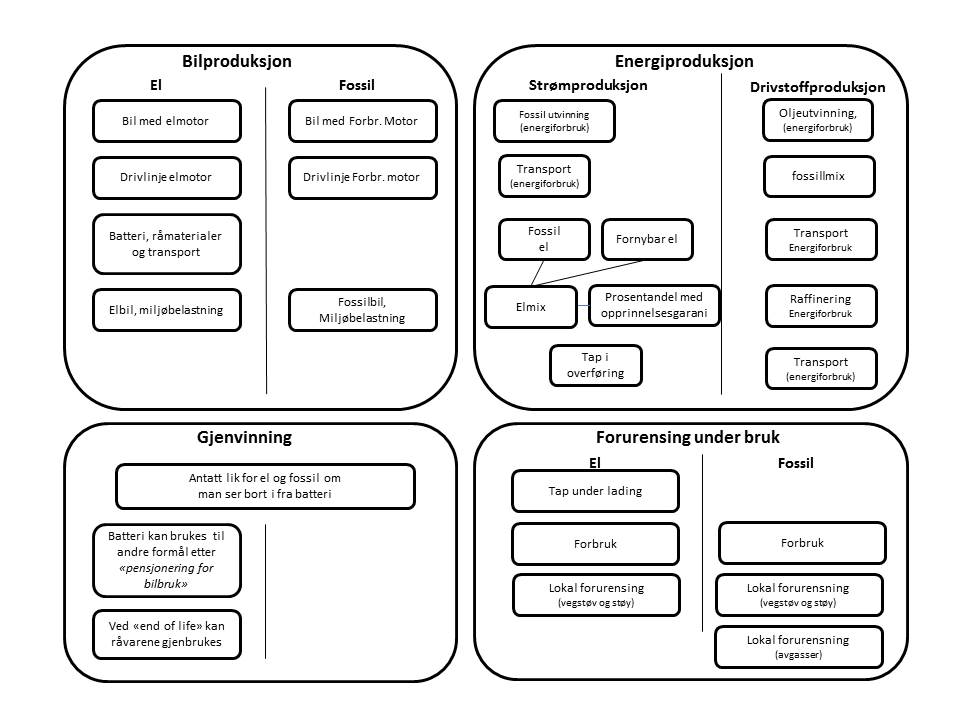 Bilproduksjon
El
Fossil
Bil med elmotor
Bil med Forbr. Motor
Drivlinje elmotor
Drivlinje Forbr. motor
Batteri, råmaterialer
og transport
Elbil, miljøbelastning
Fossilbil,
Miljøbelastning
Energiproduksjon
Strømproduksjon
Drivstoffproduksjon
Fossil utvinning
(energiforbruk)
Oljeutvinning,
(energiforbruk)
Transport
(energiforbruk)
fossillmix
Fossil
el
Fornybar el
Transport
Energiforbruk
Elmix
Prosentandel med
opprinnelsesgarani
Raffinering
Energiforbruk
Tap i
overføring
Transport
(energiforbruk)
Gjenvinning
Antatt lik for el og fossil om
man ser bort i fra batteri
Batteri kan brukes til
andre formål etter
«pensjonering for
bilbruk»
Ved «end of life» kan
råvarene gjenbrukes
Forurensing under bruk
El
Fossil
Tap under lading
Forbruk
Forbruk
Lokal forurensing
(vegstøv og støy)
Lokal forurensning
(vegstøv og støy)
Lokal forurensning
(avgasser)